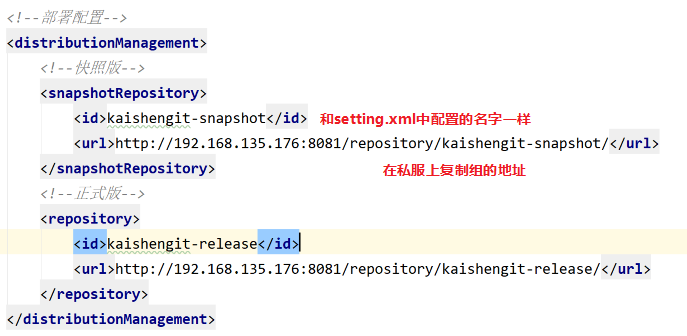 <!--部署配置-->
<distributionManagement>
<!--快照版-->
<snapshotRepository>
<id>kaishengit-snapshot</id> 和setting.xml中配置的名字一样
<url>http://192.168.135.176:8081/repository/kaishengit-snapshot/</url>
</snapshotRepository> 在私服上复制组的地址
<!--正式版-->
<repository>
<id>kaishengit-release</id>
<url>http://192.168.135.176:8081/repository/kaishengit-release/</url>
</repository>
</distributionManagement>